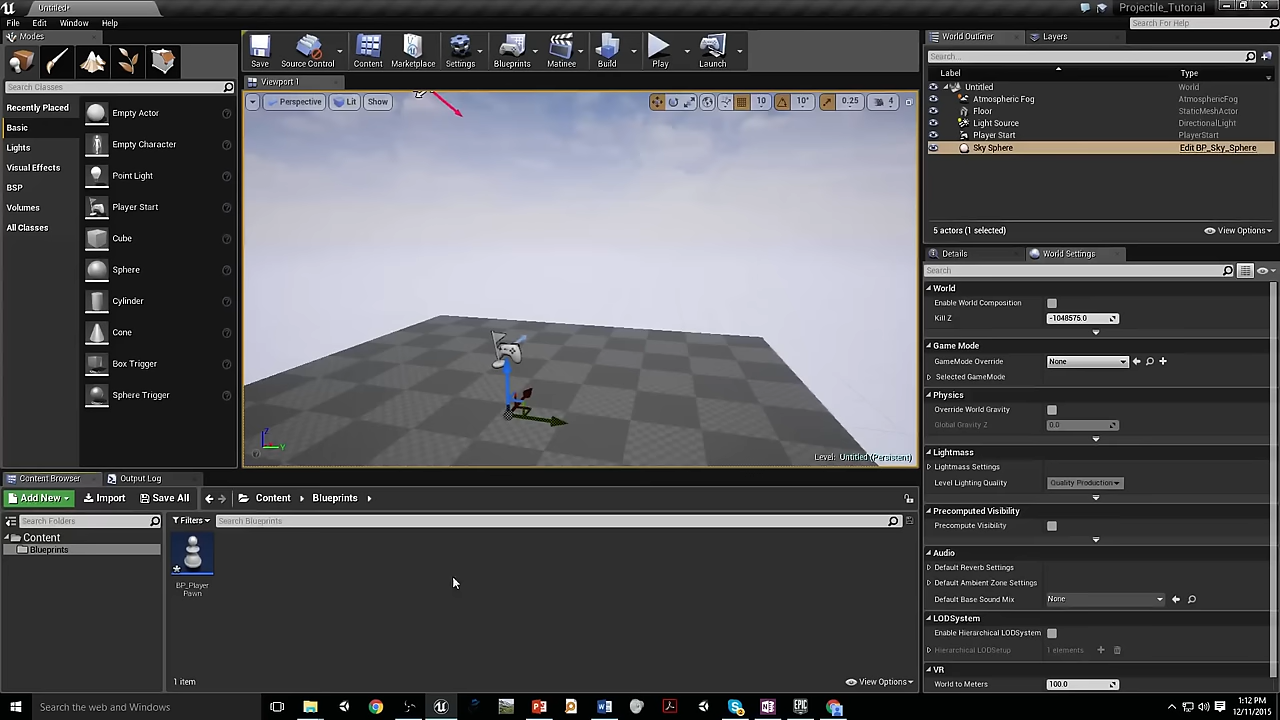 Untitled*
Projectile_Tutorial
File Edit Window Help
Search For Help
Modes
Search Classes
Recently Placed
Basic
Lights
Visual Effects
BSP
Volumes
All Classes
Empty Actor
Empty Character
Point Light
Player Start
Cube
Sphere
Cylinder
Cone
Box Trigger
Sphere Trigger
Save Source Control Content Marketplace Settings Blueprints Matinee Build Play Launch
Viewport 1
Perspective Lit Show
10 10° 0.25 4
Level: Untitled (Persistent)
World Outliner Layers
Search...
Label Type
Untitled World
Atmospheric Fog AtmosphericFog
Floor StaticMeshActor
Light Source DirectionalLight
Player Start PlayerStart
Sky Sphere Edit BP_Sky_Sphere
5 actors (1 selected) View Options
Details World Settings
Search
World
Enable World Composition
Kill Z -1048575.0
Game Mode
GameMode Override None
Selected GameMode
Physics
Override World Gravity
Global Gravity Z 0.0
Lightmass
Lightmass Settings
Level Lighting Quality Quality Production
Precomputed Visibility
Precompute Visibility
Audio
Default Reverb Settings
Default Ambient Zone Settings
Default Base Sound Mix None
LODSystem
Enable Hierarchical LODSystem
Hierarchical LODSetup 1 elements
VR
World to Meters 100.0
Content Browser Output Log
Add New Import Save All Content Blueprints
Search Folders
Filters Search Blueprints
Content
Blueprints
BP_Player
Pawn
1 item View Options
Search the web and Windows
1:12 PM
12/11/2015